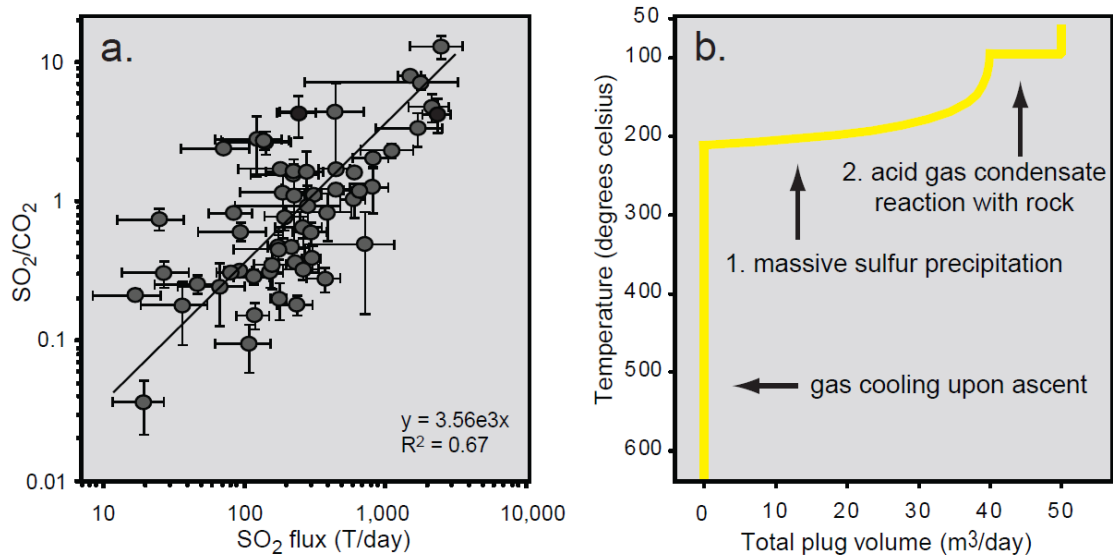 a.
10
1
0.1
0.01
SO2/CO2
10
100
1,000
10,000
SO2 flux (T/day)
y = 3.56e3x
R2 = 0.67
b.
50
100
200
300
400
500
600
Temperature (degrees celsius)
2. acid gas condensate
reaction with rock
1. massive sulfur precipitation
gas cooling upon ascent
0
10
20
30
40
50
Total plug volume (m3/day)